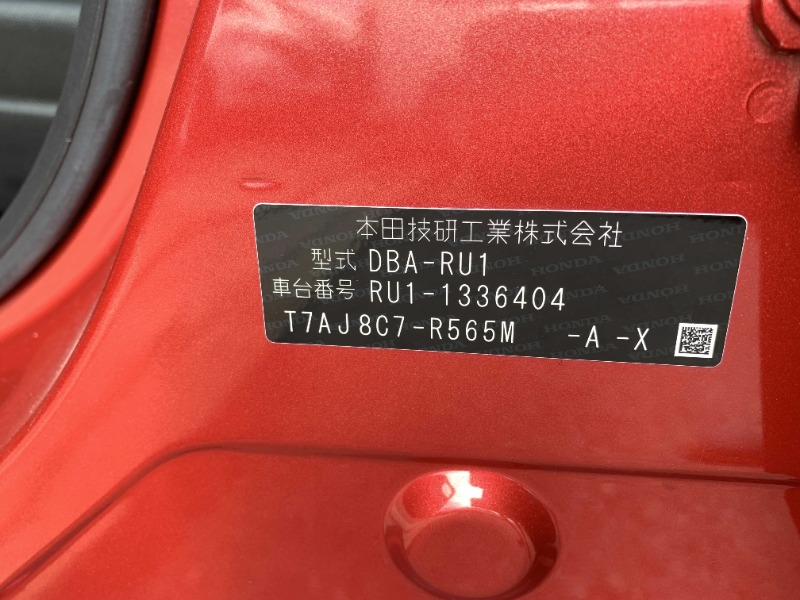 本田技研工業株式会社
型式 DBA-RU1
車台番号 RU1-1336404
T7AJ8C7-R565M -A -X